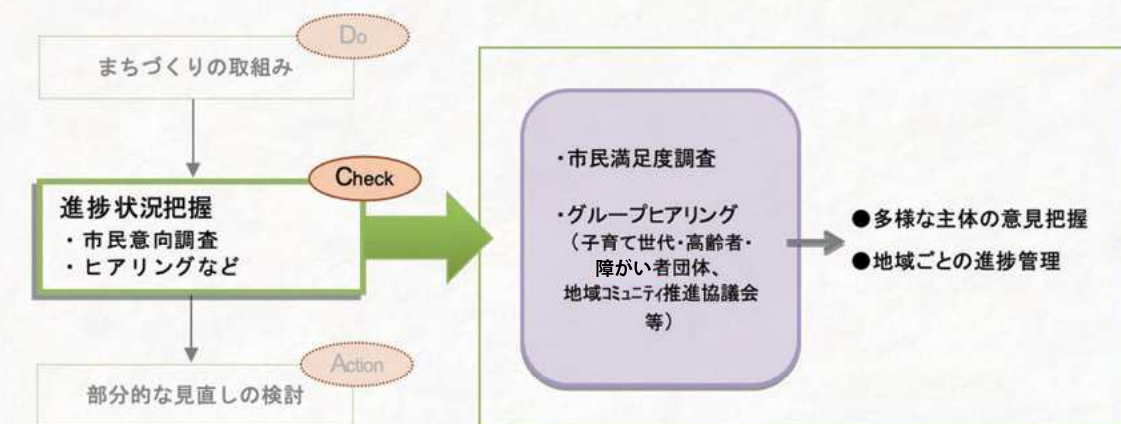 Do
まちづくりの取組み
Check
進捗状況把握
・市民意向調査
・ヒアリングなど
Action
部分的な見直しの検討
・市民満足度調査
・グループヒアリング
（子育て世代・高齢者・
障がい者団体、
地域コミュニティ推進協議会
等）
●多様な主体の意見把握
●地域ごとの進捗管理